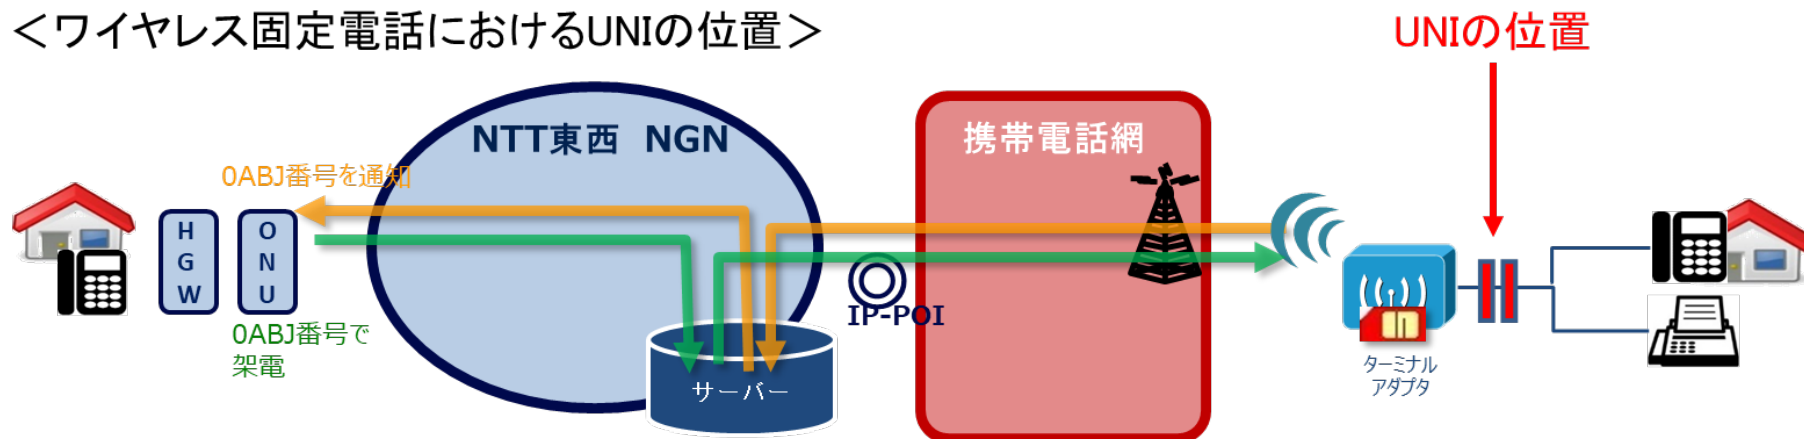 ＜ワイヤレス固定電話におけるUNIの位置＞
UNIの位置
NTT東西 NGN
携帯電話網
0ABJ番号を通知
H
G
W
O
N
U
0ABJ番号で
架電
IP-POI
サーバー
ターミナル
アダプタ